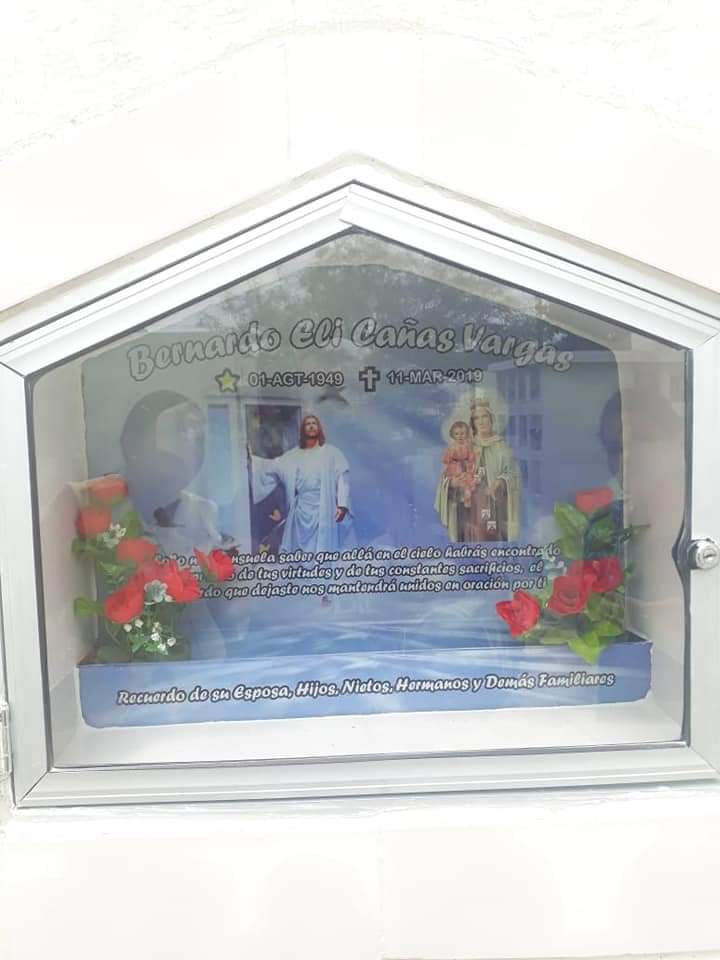 Bernardo Eli Cañas Vargas
01-AGT-1949 11-MAR-2019
saber que allá en el cielo habrás encontrado
de tus virtudes y de tus constantes sacrificios, el
que dejaste nos mantendrá unidos en oración por ti
Recuerdo de su Esposa, Hijos, Nietos, Hermanos y Demás Familiares